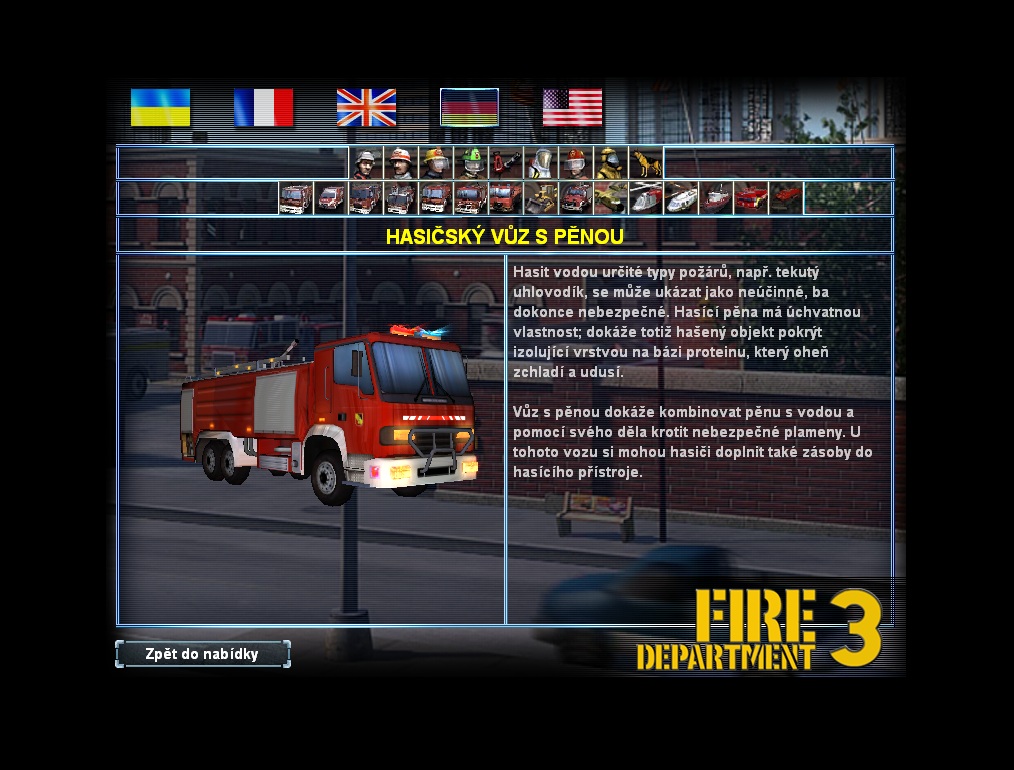 HASIČSKÝ VŮZ S PĚNOU
Hasit vodou určité typy požárů, např. tekutý
uhlovodík, se může ukázat jako neúčinné, ba
dokonce nebezpečné. Hasící pěna má úchvatnou
vlastnost; dokáže totiž hašený objekt pokrýt
izolující vrstvou na bázi proteinu, který oheň
zchladí a udusí.
Vůz s pěnou dokáže kombinovat pěnu s vodou a
pomocí svého děla krotit nebezpečné plameny. U
tohoto vozu si mohou hasiči doplnit také zásoby do
hasícího přístroje.
Zpět do nabídky
FIRE
DEPARTMENT 3